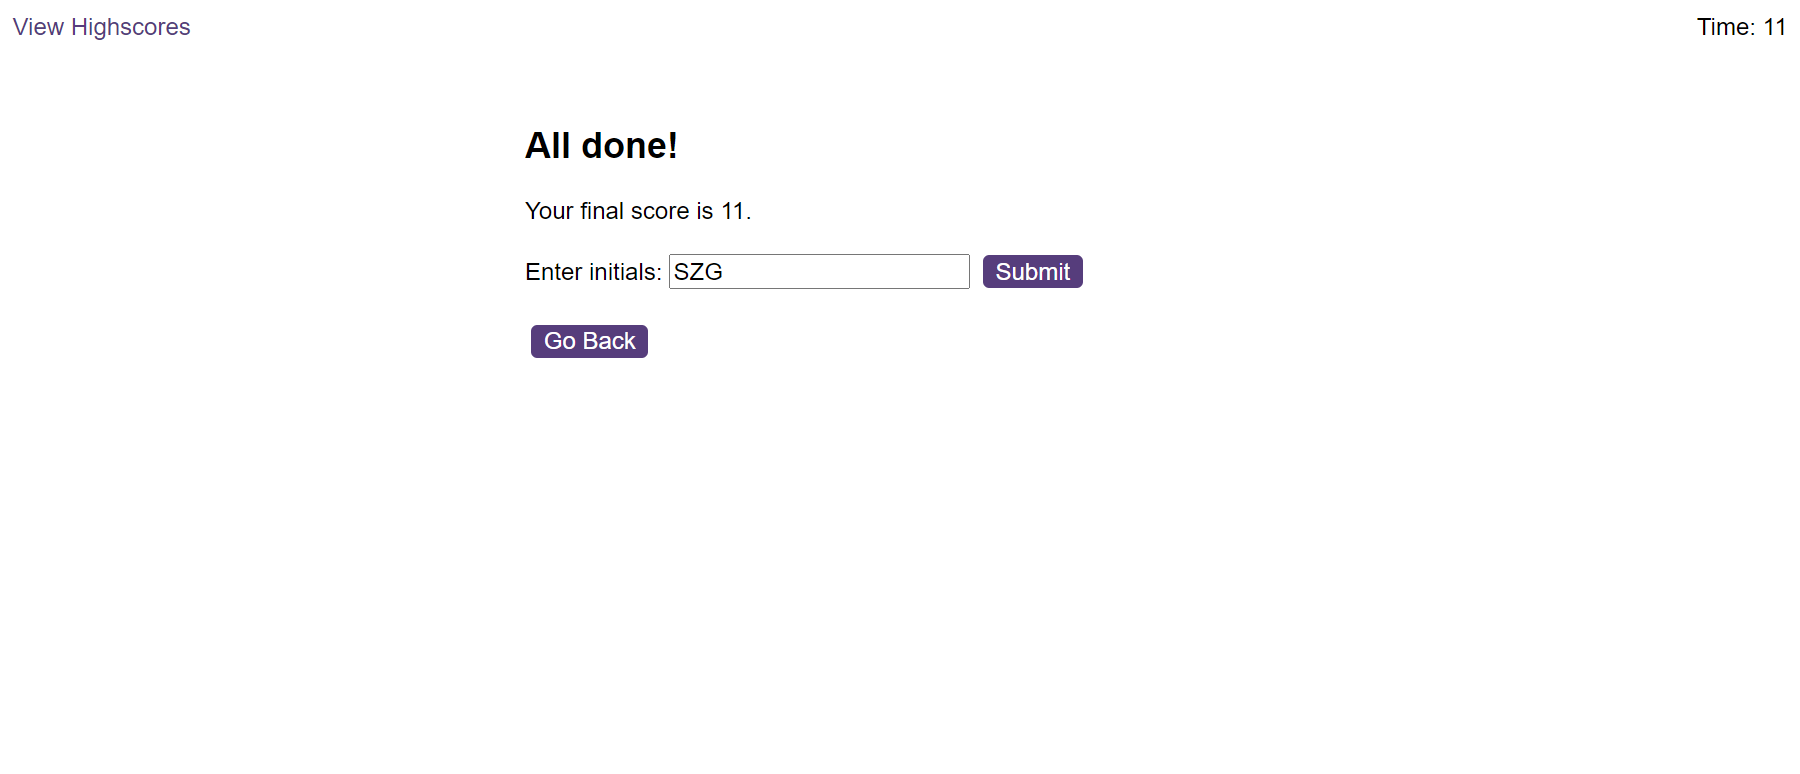 View Highscores Time: 11
All done!
Your final score is 11.
Enter initials: SZG Submit
Go Back